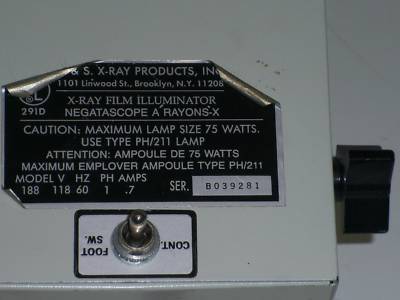 & S. X-RAY PRODUCTS, INC
1101 Linwood St., Brooklyn, N.Y. 11208
UL
291D
X-RAY FILM ILLUMINATOR
NEGATASCOPE A RAYONS-X
CAUTION: MAXIMUM LAMP SIZE 75 WATTS.
USE TYPE PH/211 LAMP
ATTENTION: AMPOULE DE 75 WATTS
MAXIMUM EMPLOVER AMPOULE TYPE PH/211
MODEL V HZ PH AMPS
188 118 60 1 .7 SER. B039281
CONT.
FOOT SW.